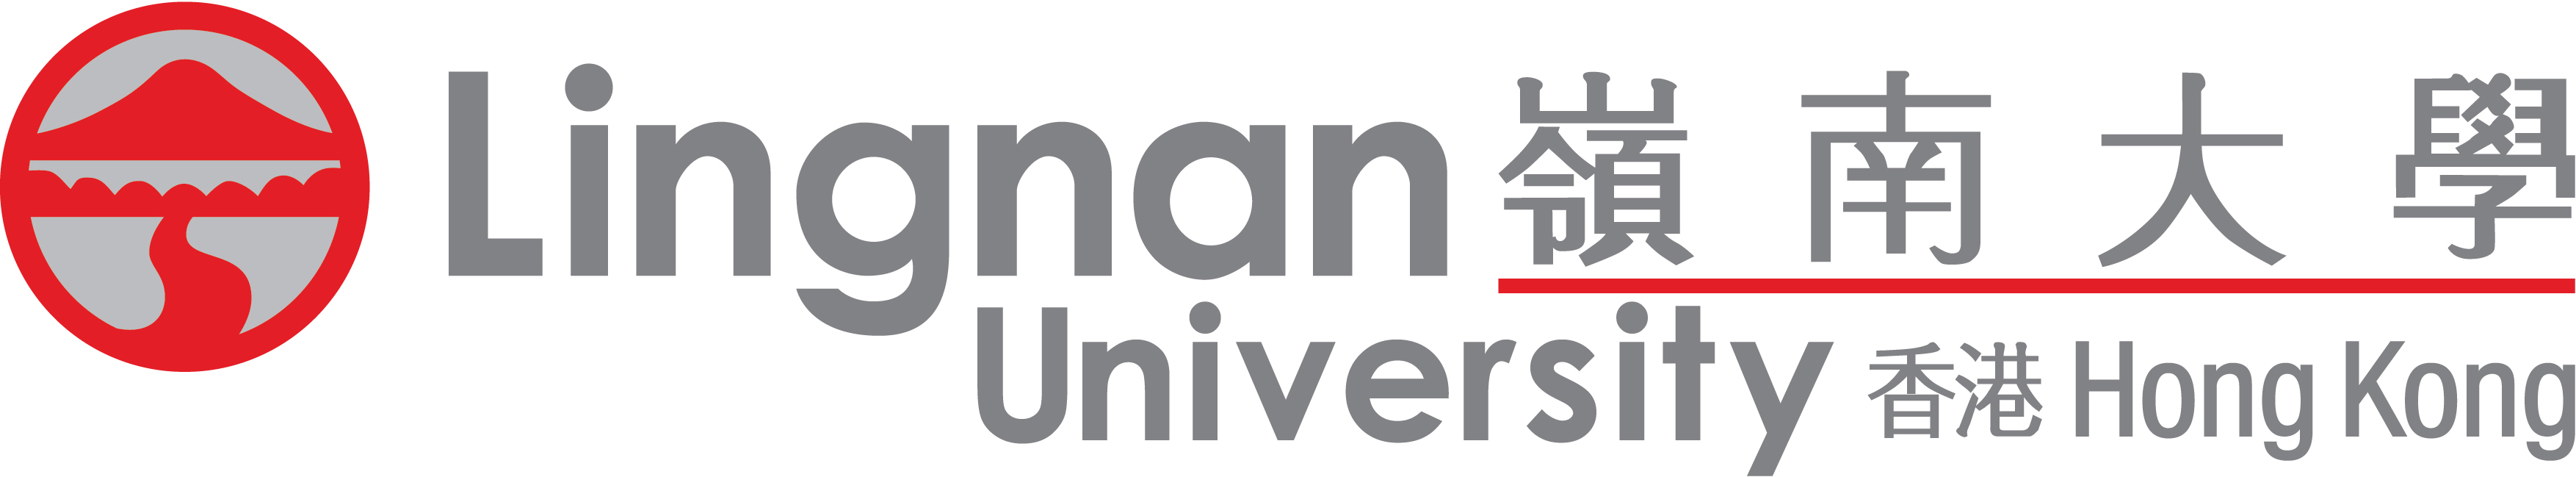 Lingnan 嶺南大學
University 香港 Hong Kong